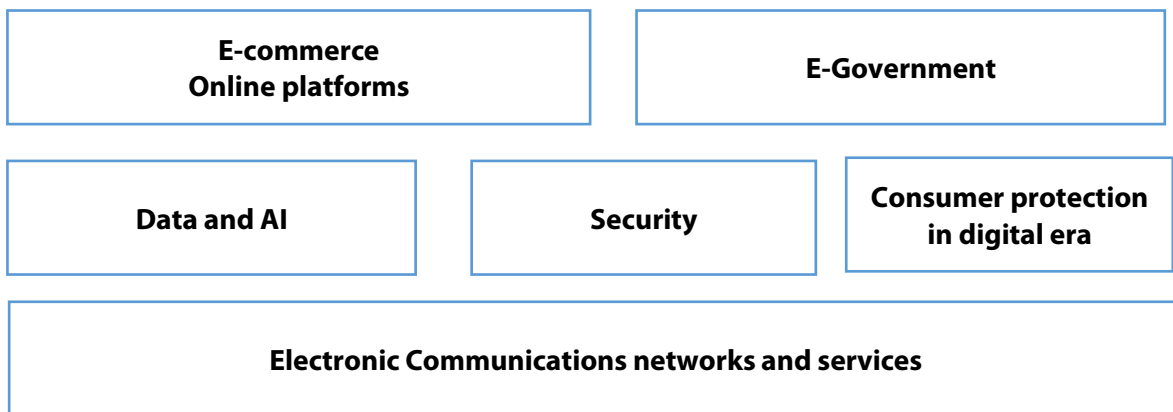 E-commerce
Online platforms
E-Government
Data and AI
Security
Consumer protection
in digital era
Electronic Communications networks and services